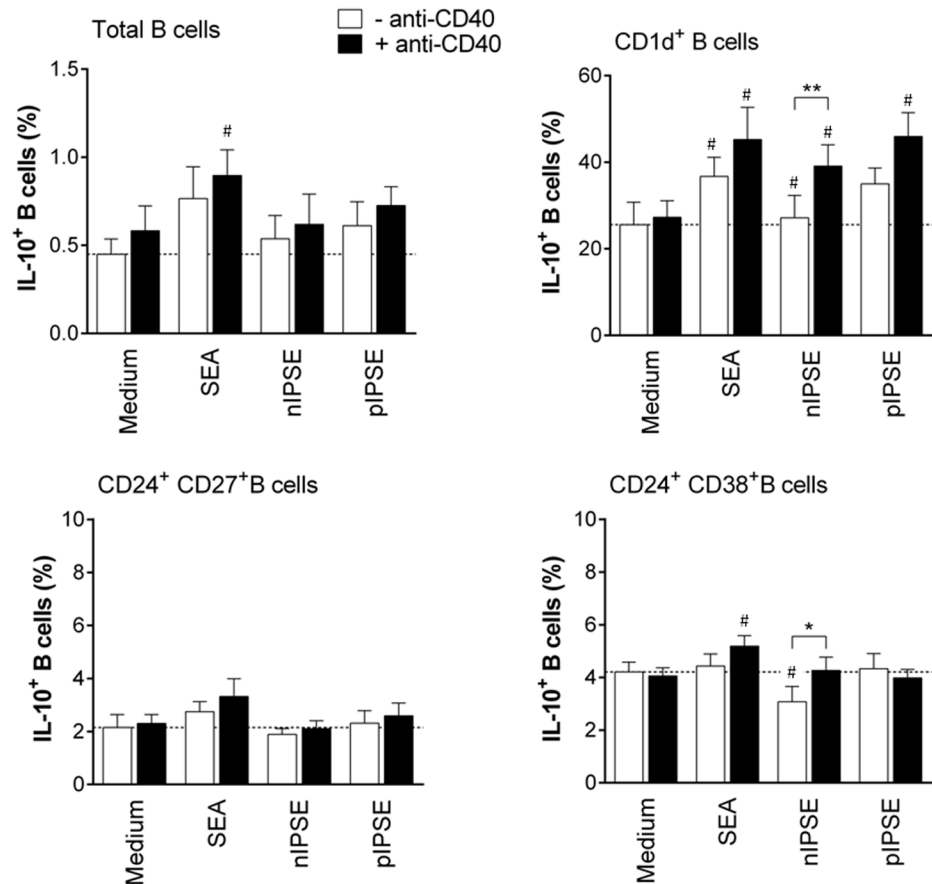 Total B cells
- anti-CD40
+ anti-CD40
IL-10⁺ B cells (%)
1.5
1.0
0.5
0.0
#
Medium
SEA
nIPSE
pIPSE
CD1d⁺ B cells
IL-10⁺ B cells (%)
60
40
20
0
#
#
#
**
#
#
Medium
SEA
nIPSE
pIPSE
CD24⁺ CD27⁺B cells
IL-10⁺ B cells (%)
10
8
6
4
2
0
Medium
SEA
nIPSE
pIPSE
CD24⁺ CD38⁺B cells
IL-10⁺ B cells (%)
10
8
6
4
2
0
#
#
*
Medium
SEA
nIPSE
pIPSE